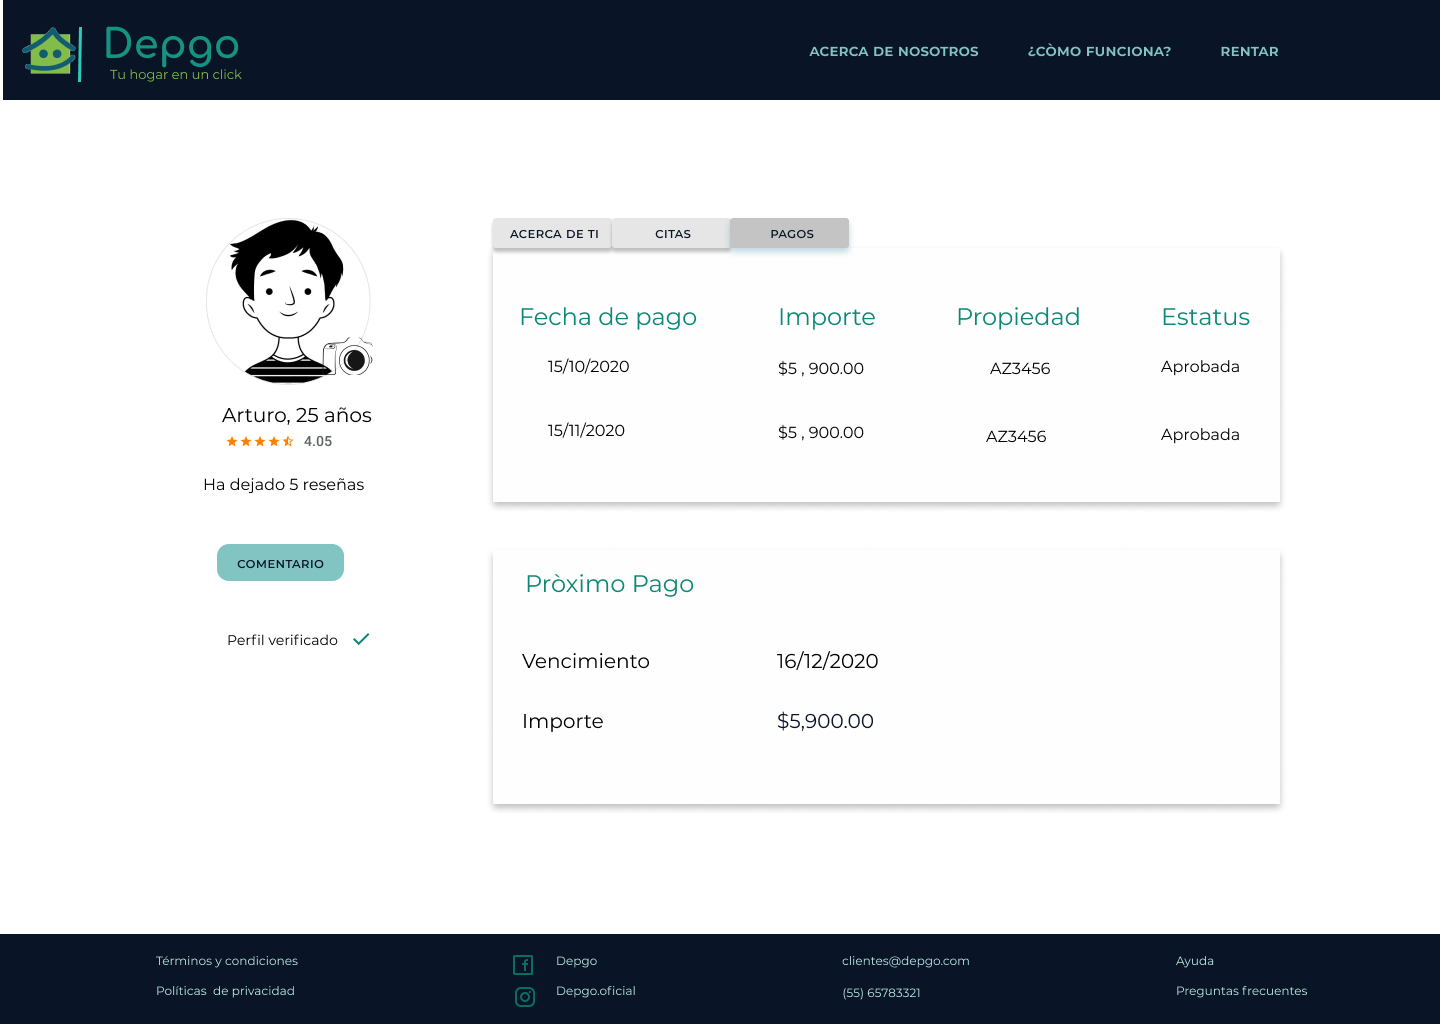 Depgo
Tu hogar en un click
ACERCA DE NOSOTROS
¿CÒMO FUNCIONA?
RENTAR
Arturo, 25 años
4.05
Ha dejado 5 reseñas
COMENTARIO
Perfil verificado
ACERCA DE TI
CITAS
PAGOS
Fecha de pago Importe Propiedad Estatus
15/10/2020 $5 , 900.00 AZ3456 Aprobada
15/11/2020 $5 , 900.00 AZ3456 Aprobada
Pròximo Pago
Vencimiento 16/12/2020
Importe $5,900.00
Términos y condiciones
Políticas de privacidad
Depgo
Depgo.oficial
clientes@depgo.com
(55) 65783321
Ayuda
Preguntas frecuentes